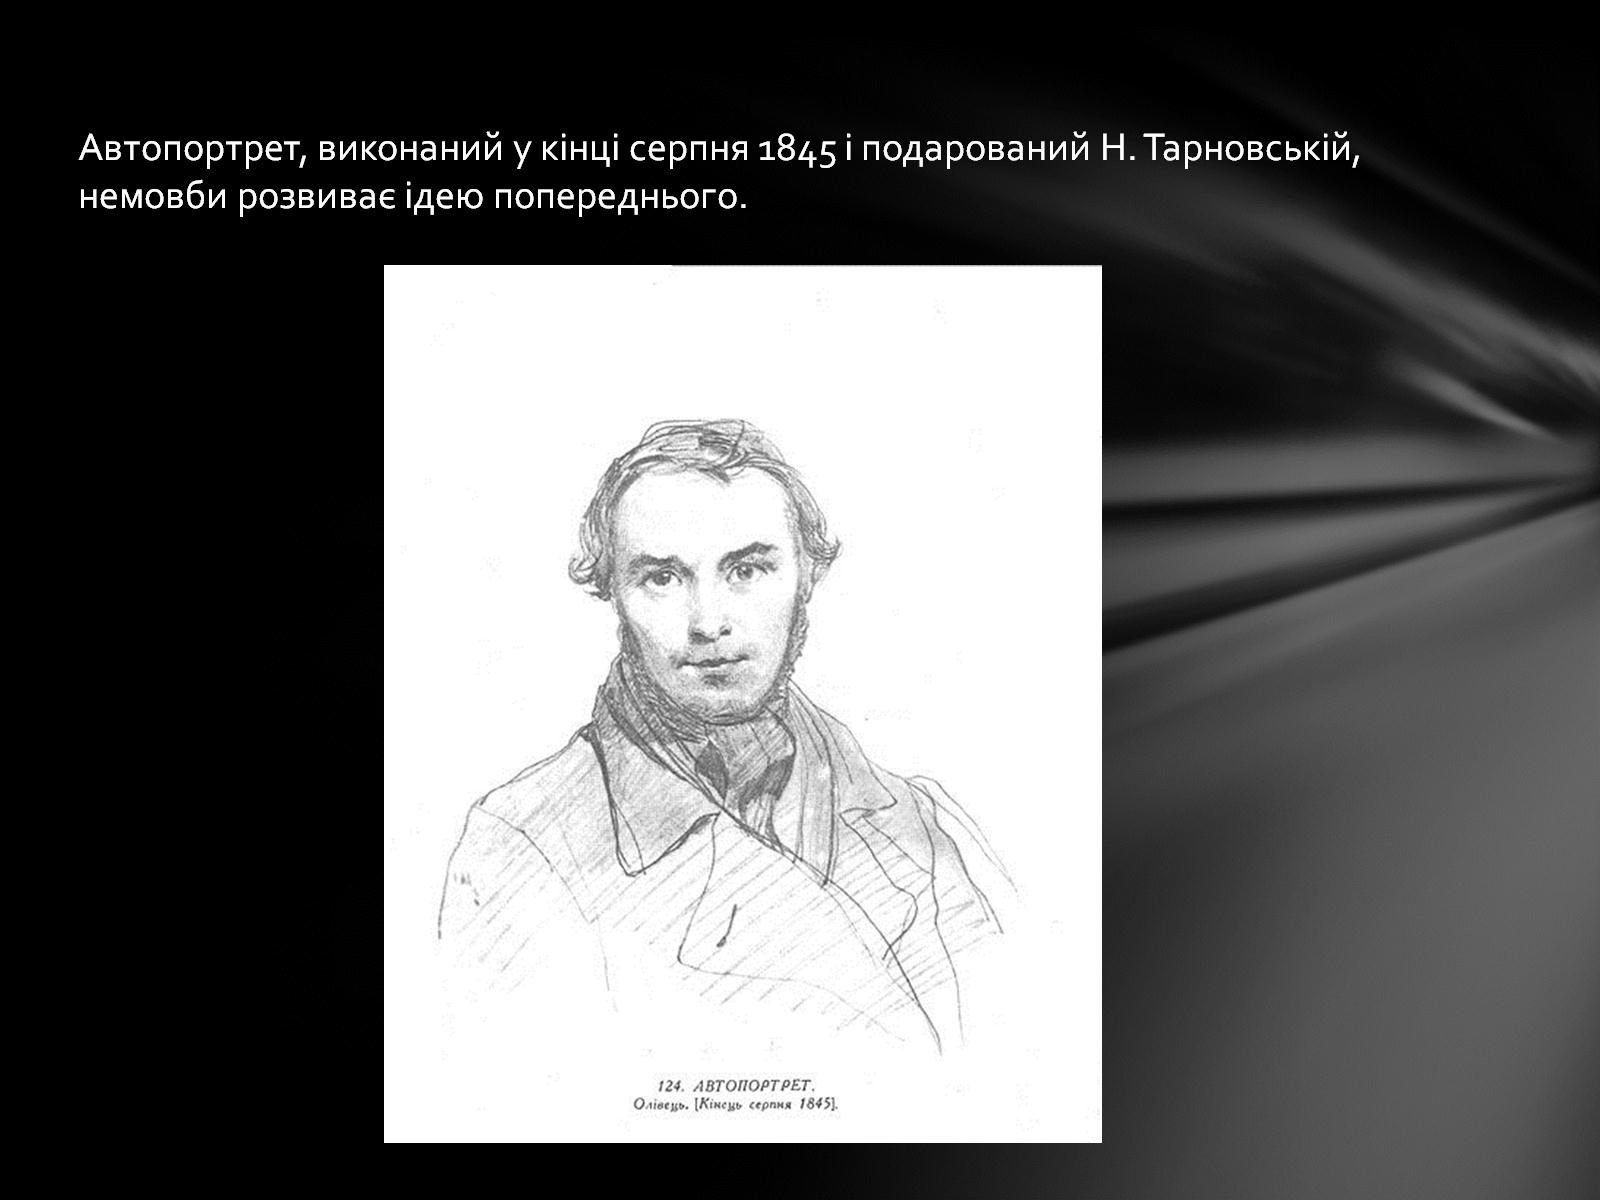 Автопортрет, виконаний у кінці серпня 1845 і подарований Н. Тарновській,
немовби розвиває ідею попереднього.
124. АВТОПОРТРЕТ.
Олівець. [Кінець серпня 1845].